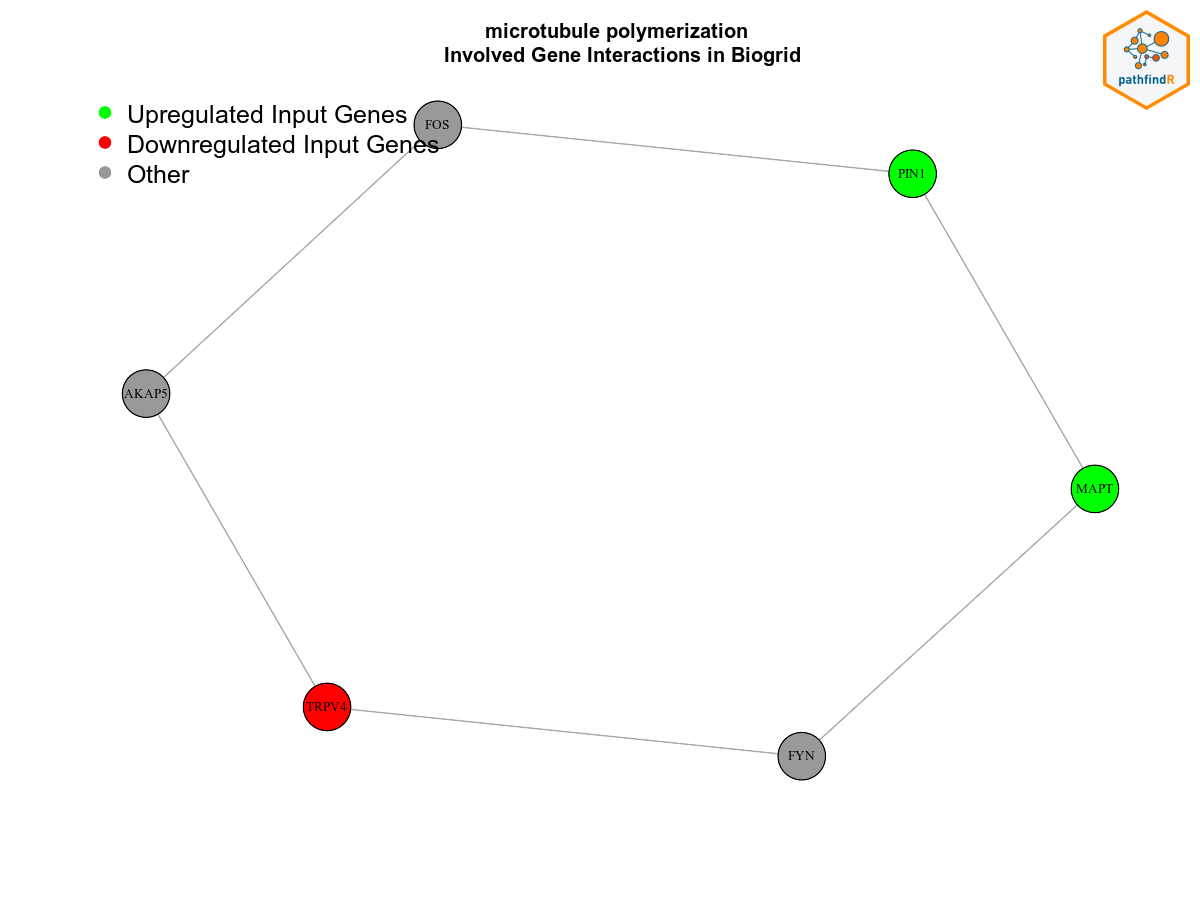 microtubule polymerization
Involved Gene Interactions in Biogrid
pathfindR
Upregulated Input Genes
Downregulated Input Genes
Other
FOS
PIN1
AKAP5
MAPT
TRPV4
FYN